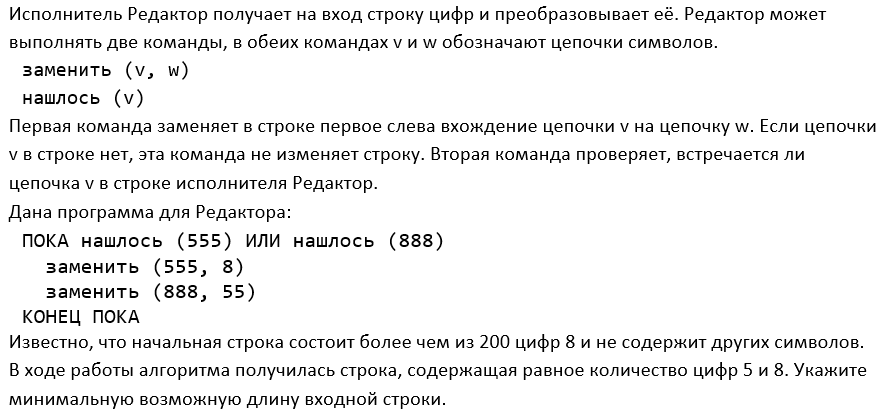 Исполнитель Редактор получает на вход строку цифр и преобразовывает её. Редактор может
выполнять две команды, в обеих командах v и w обозначают цепочки символов.
заменить (v, w)
нашлось (v)
Первая команда заменяет в строке первое слева вхождение цепочки v на цепочку w. Если цепочки
v в строке нет, эта команда не изменяет строку. Вторая команда проверяет, встречается ли
цепочка v в строке исполнителя Редактор.
Дана программа для Редактора:
ПОКА нашлось (555) ИЛИ нашлось (888)
заменить (555, 8)
заменить (888, 55)
КОНЕЦ ПОКА
Известно, что начальная строка состоит более чем из 200 цифр 8 и не содержит других символов.
В ходе работы алгоритма получилась строка, содержащая равное количество цифр 5 и 8. Укажите
минимальную возможную длину входной строки.